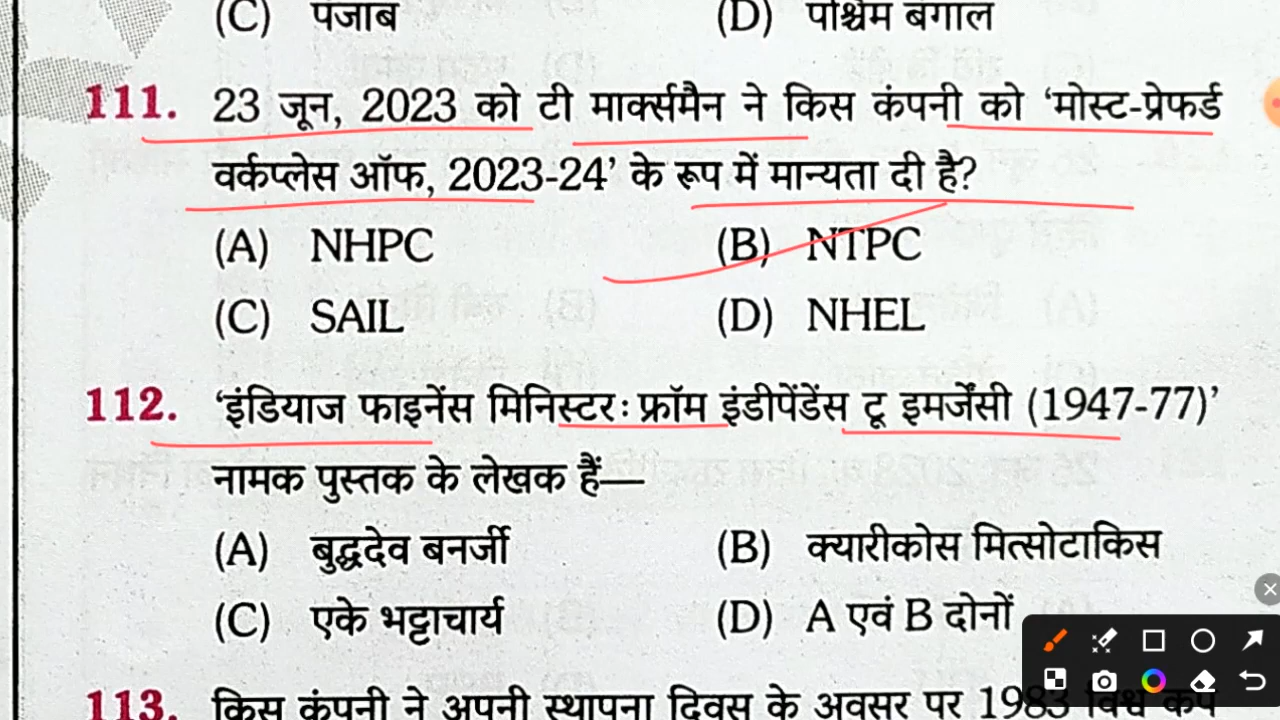 (C) पंजाब (D) पश्चिम बंगाल
111. 23 जून, 2023 को टी मार्क्समैन ने किस कंपनी को ‘मोस्ट-प्रेफर्ड
वर्कप्लेस ऑफ, 2023-24’ के रूप में मान्यता दी है?
(A) NHPC (B) NTPC
(C) SAIL (D) NHEL
112. ‘इंडियाज फाइनेंस मिनिस्टरः फ्रॉम इंडीपेंडेंस टू इमर्जेंसी (1947-77)’
नामक पुस्तक के लेखक हैं—
(A) बुद्धदेव बनर्जी (B) क्यारीकोस मित्सोटाकिस
(C) एके भट्टाचार्य (D) A एवं B दोनों
113. किस कंपनी ने अपनी स्थापना दिवस के अवसर पर 1983 विश्व कप